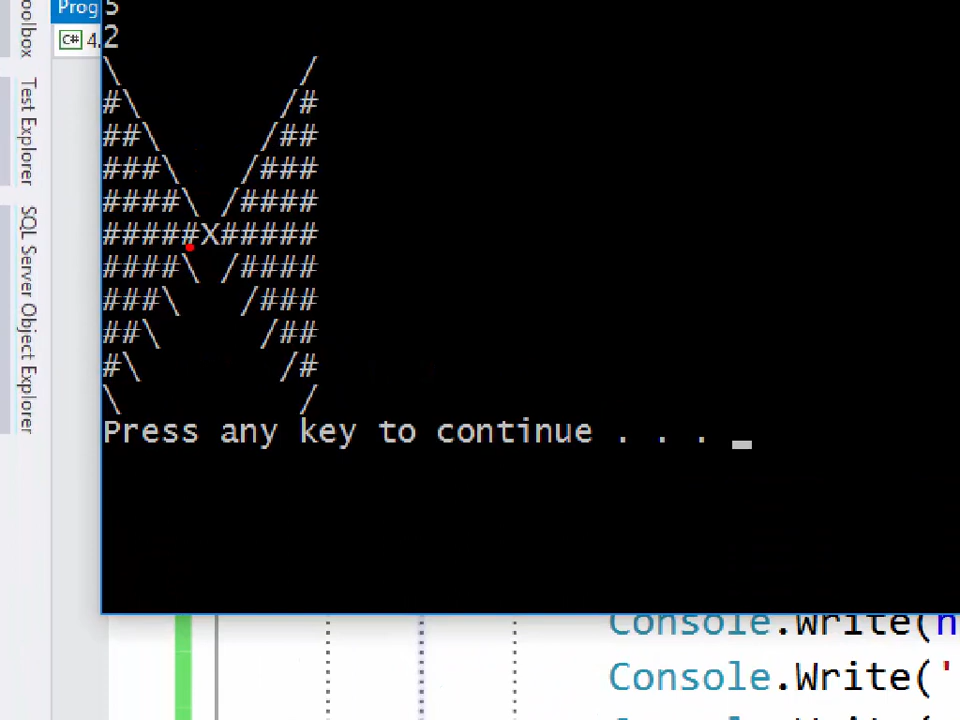 Prog
C# 4.
oolbox
Test Explorer
SQL Server Object Explorer
5
2
\         /
#\       /#
##\     /##
###\   /###
####\ /####
#####X#####
####\ /####
###\   /###
##\     /##
#\       /#
\         /
Press any key to continue . . .
Console.Write(n
Console.Write('